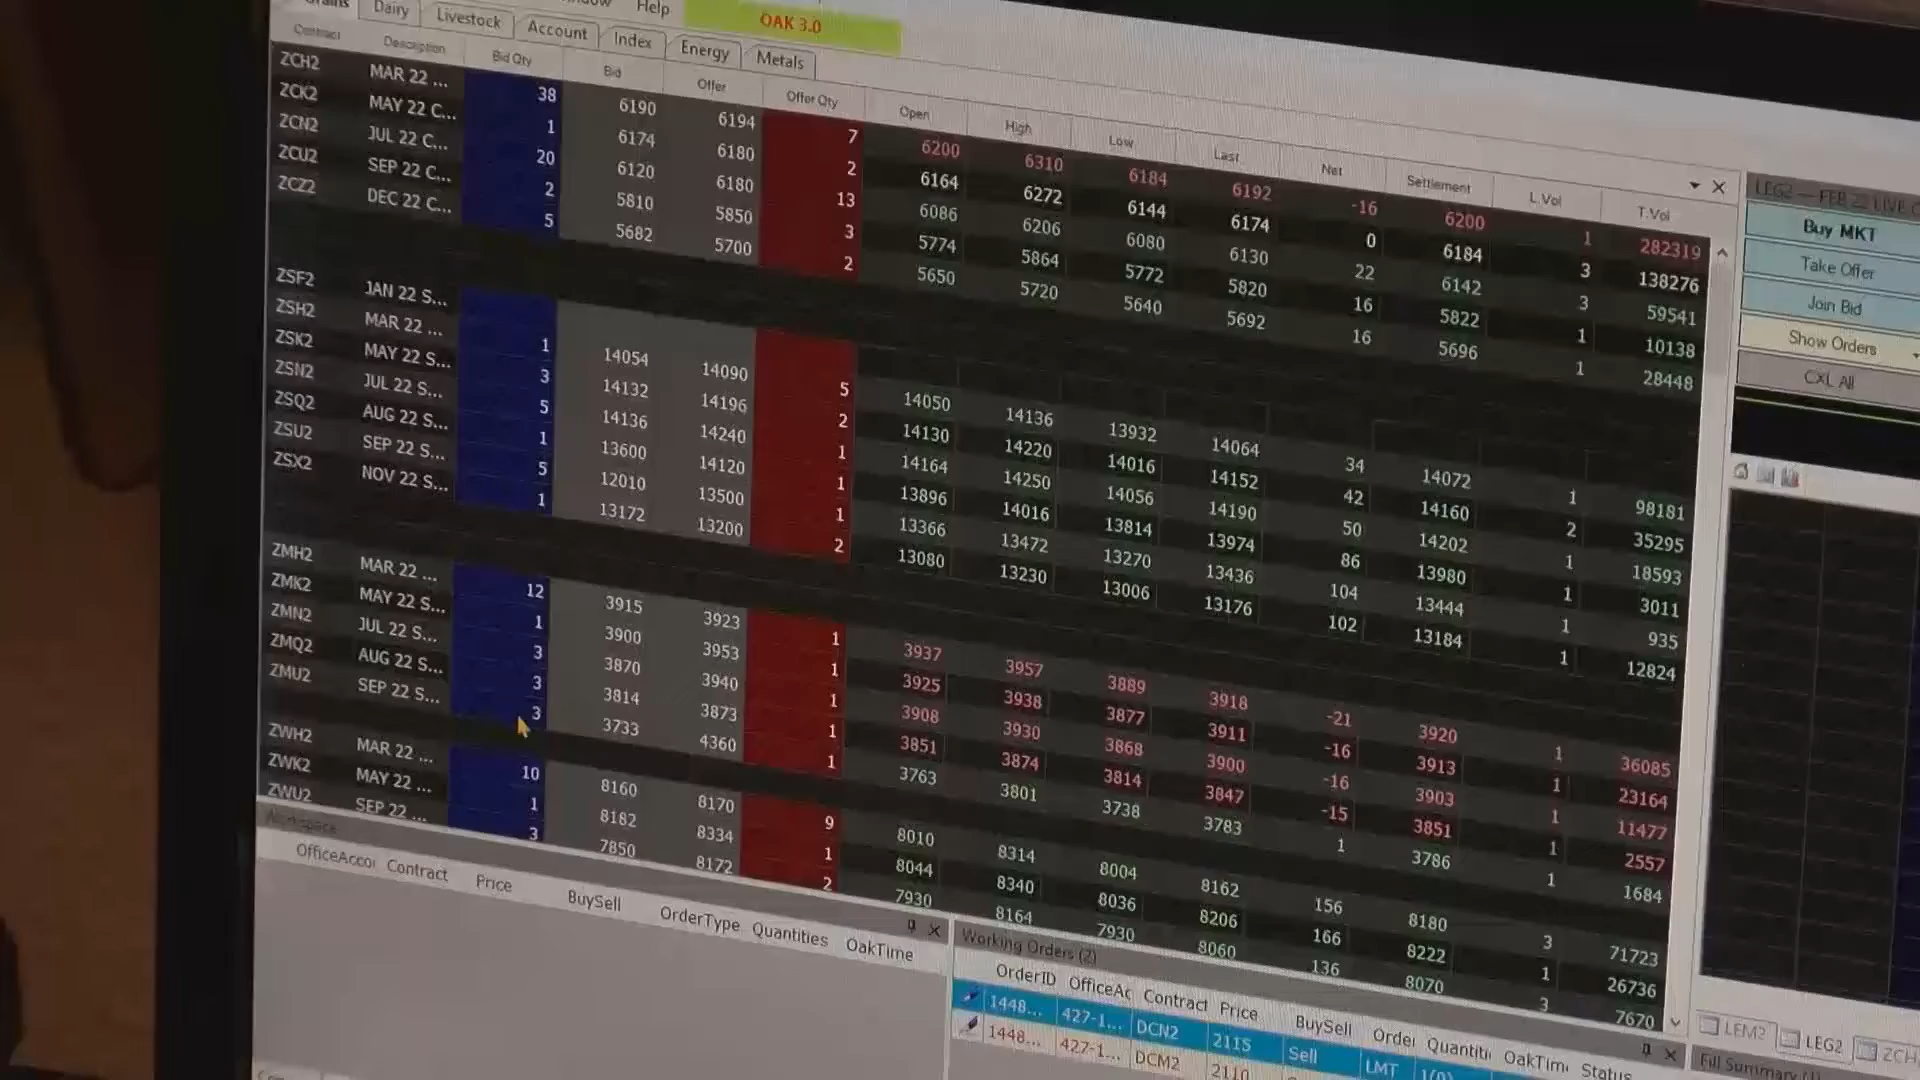 Help
OAK 3.0
Grains Dairy Livestock Account Index Energy Metals
Contract Description Bid Qty Bid Offer Offer Qty Open High Low Last Net Settlement L.Vol T.Vol
ZCH2 MAR 22 ... 38 6190 6194 7 6200 6310 6184 6192 -16 6200 1 282319
ZCK2 MAY 22 C... 1 6174 6180 2 6164 6272 6144 6174 0 6184 3 138276
ZCN2 JUL 22 C... 20 6120 6180 13 6086 6206 6080 6130 22 6142 3 59541
ZCU2 SEP 22 C... 2 5810 5850 3 5774 5864 5772 5820 16 5822 1 10138
ZCZ2 DEC 22 C... 5 5682 5700 2 5650 5720 5640 5692 16 5696 1 28448
ZSF2 JAN 22 S...
ZSH2 MAR 22 ... 1 14054 14090 5 14050 14136 13932 14064 34 14072 1 98181
ZSK2 MAY 22 S... 3 14132 14196 2 14130 14220 14016 14152 42 14160 2 35295
ZSN2 JUL 22 S... 5 14136 14240 1 14164 14250 14056 14190 50 14202 1 18593
ZSQ2 AUG 22 S... 1 13600 14120 1 13896 14016 13814 13974 86 13980 1 3011
ZSU2 SEP 22 S... 5 12010 13500 1 13366 13472 13270 13436 104 13444 1 935
ZSX2 NOV 22 S... 1 13172 13200 2 13080 13230 13006 13176 102 13184 1 12824
ZMH2 MAR 22 ... 12 3915 3923 1 3937 3957 3889 3918 -21 3920 1 36085
ZMK2 MAY 22 S... 1 3900 3953 1 3925 3938 3877 3911 -16 3913 1 23164
ZMN2 JUL 22 S... 3 3870 3940 1 3908 3930 3868 3900 -16 3903 1 11477
ZMQ2 AUG 22 S... 3 3814 3873 1 3851 3874 3814 3847 -15 3851 1 2557
ZMU2 SEP 22 S... 3 3733 4360 1 3763 3801 3738 3783 1 3786 1 1684
ZWH2 MAR 22 ... 10 8160 8170 9 8010 8314 8004 8162 156 8180 3 71723
ZWK2 MAY 22 ... 1 8182 8334 1 8044 8340 8036 8206 166 8222 1 26736
ZWU2 SEP 22 ... 3 7850 8172 2 7930 8164 7930 8060 136 8070 3 7670
LEG2 — FEB 22 LIVE C
Buy MKT
Take Offer
Join Bid
Show Orders
CXL All
Workspace
OfficeAccou Contract Price BuySell OrderType Quantities OakTime
Working Orders (2)
OrderID OfficeAc Contract Price BuySell Order Quantiti OakTim Status
1448... 427-1... DCN2 2115 Sell LMT 1(0)
1448... 427-1... DCM2 2110
LEM2 LEG2 ZCH
Fill Summary (1)